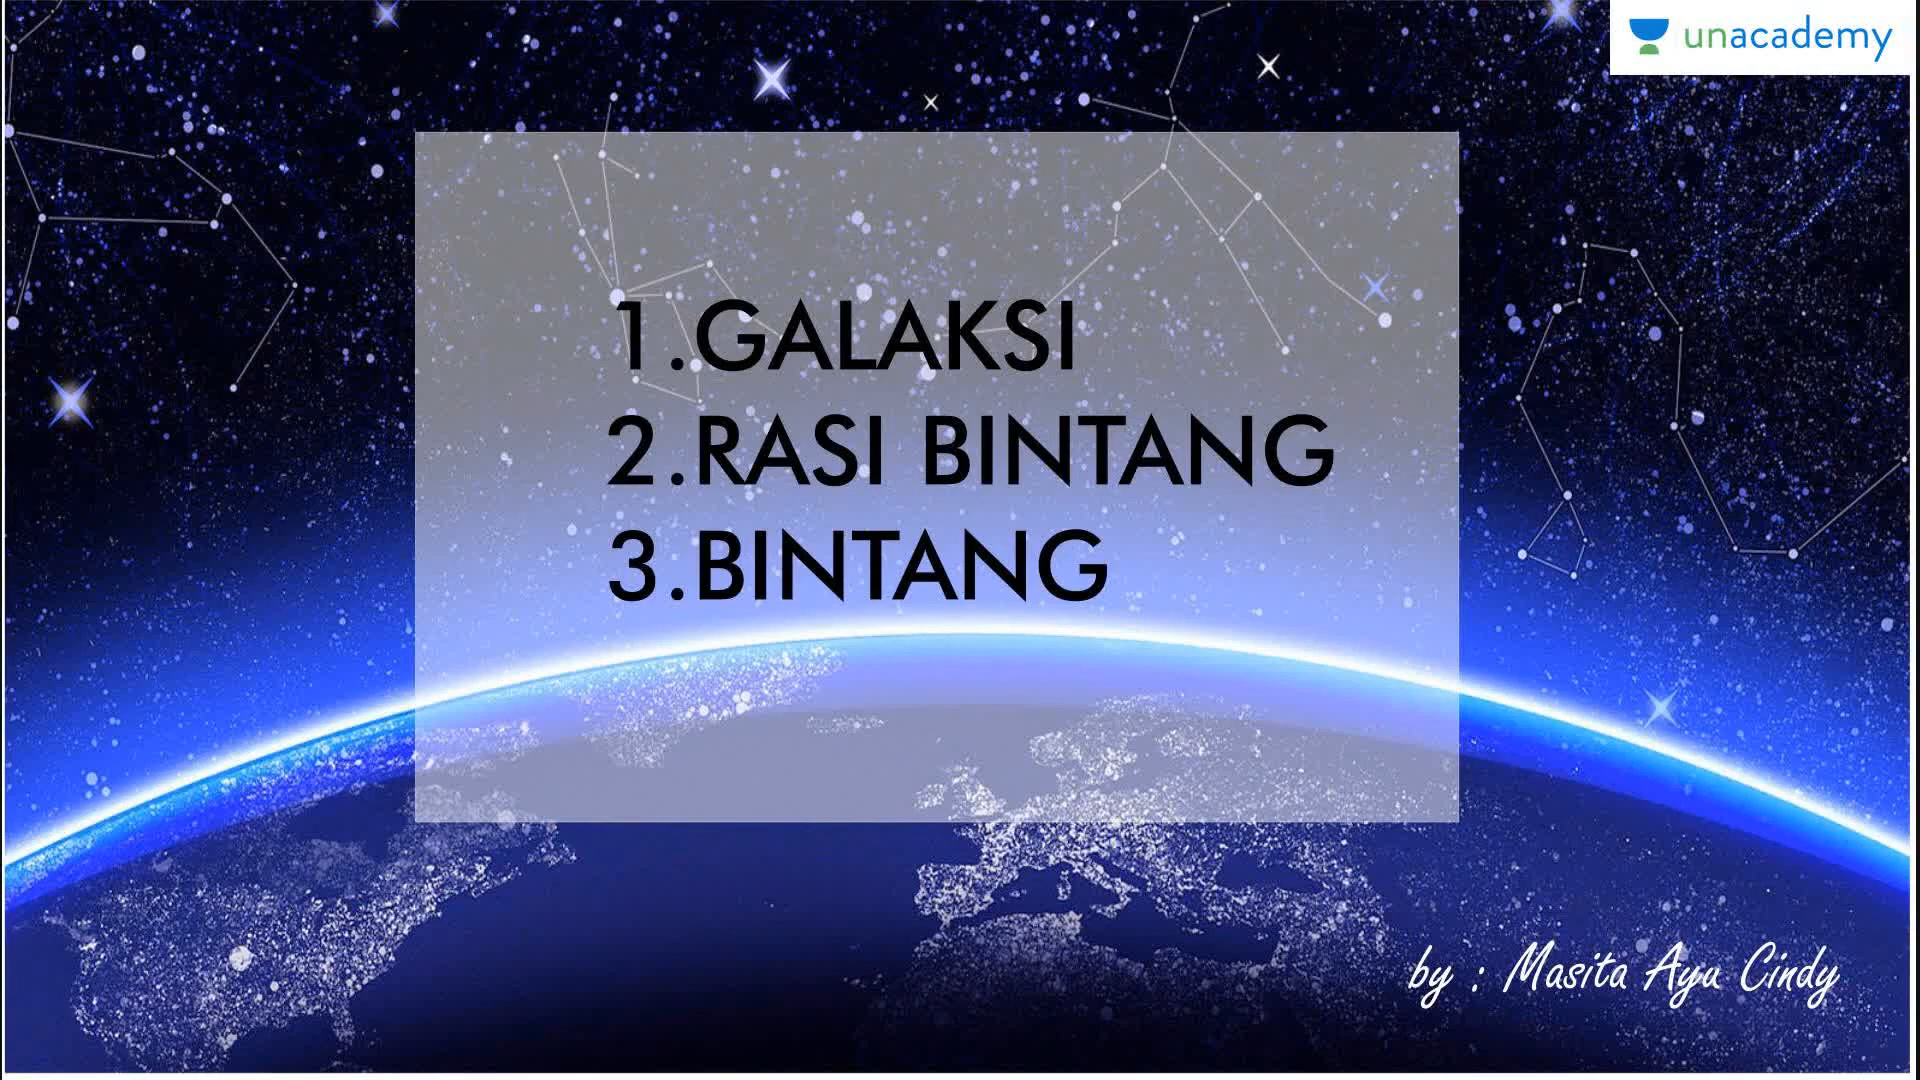 unacademy
1.GALAKSI
2.RASI BINTANG
3.BINTANG
by : Masita Ayu Cindy